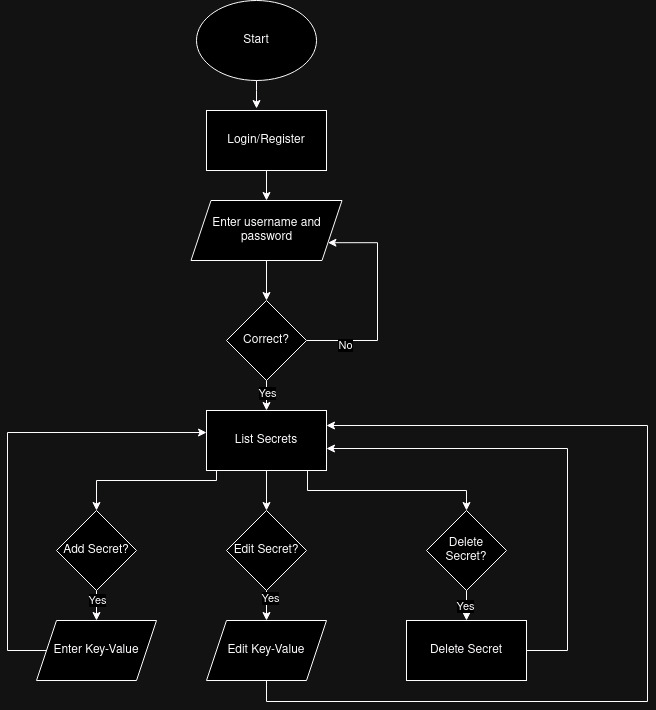 Start
Login/Register
Enter username and
password
Correct?
No
Yes
List Secrets
Add Secret?
Edit Secret?
Delete
Secret?
Yes
Yes
Yes
Enter Key-Value
Edit Key-Value
Delete Secret